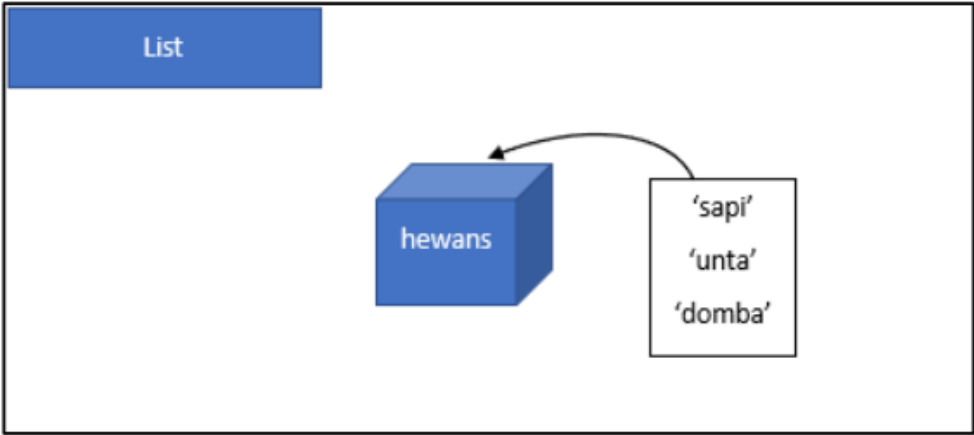 List
hewans
‘sapi’
‘unta’
‘domba’